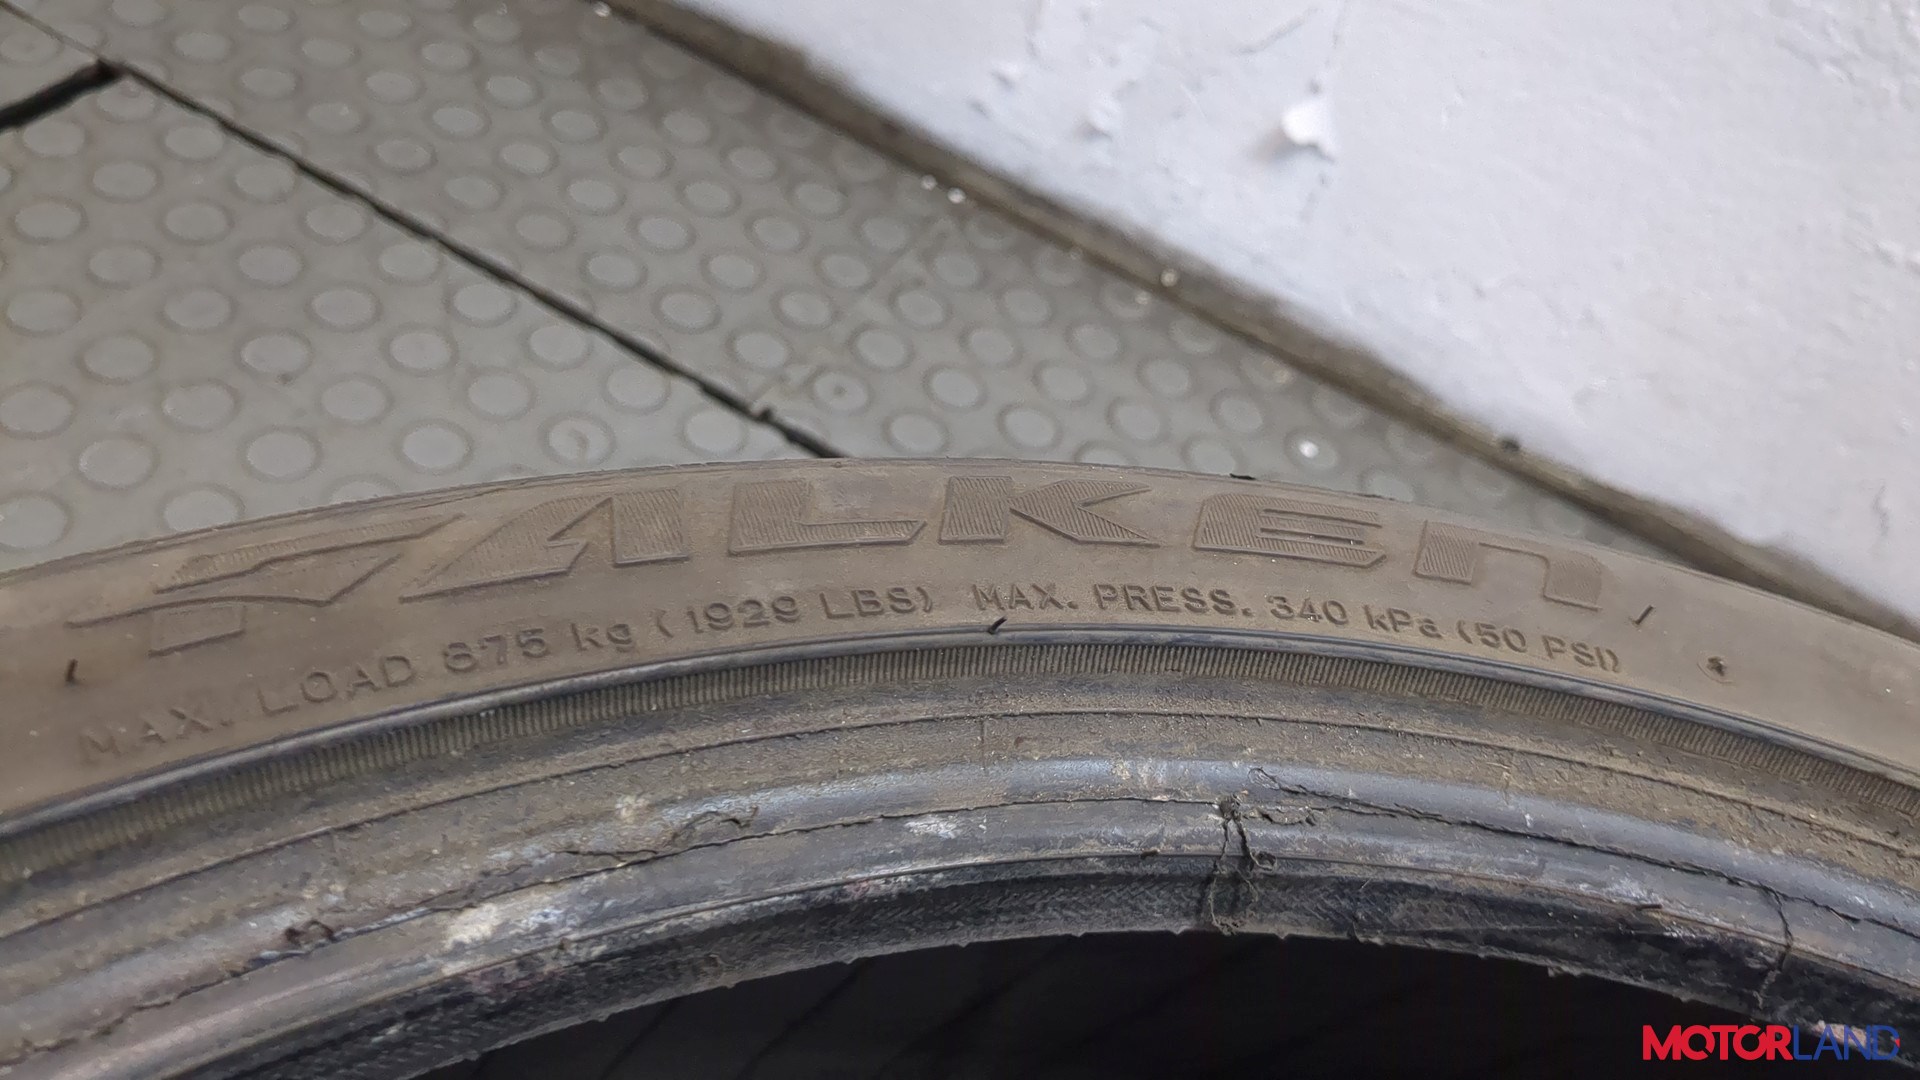 FALKEN
MAX. LOAD 875 kg (1929 LBS) MAX. PRESS. 340 kPa (50 PSI)
MOTORLAND